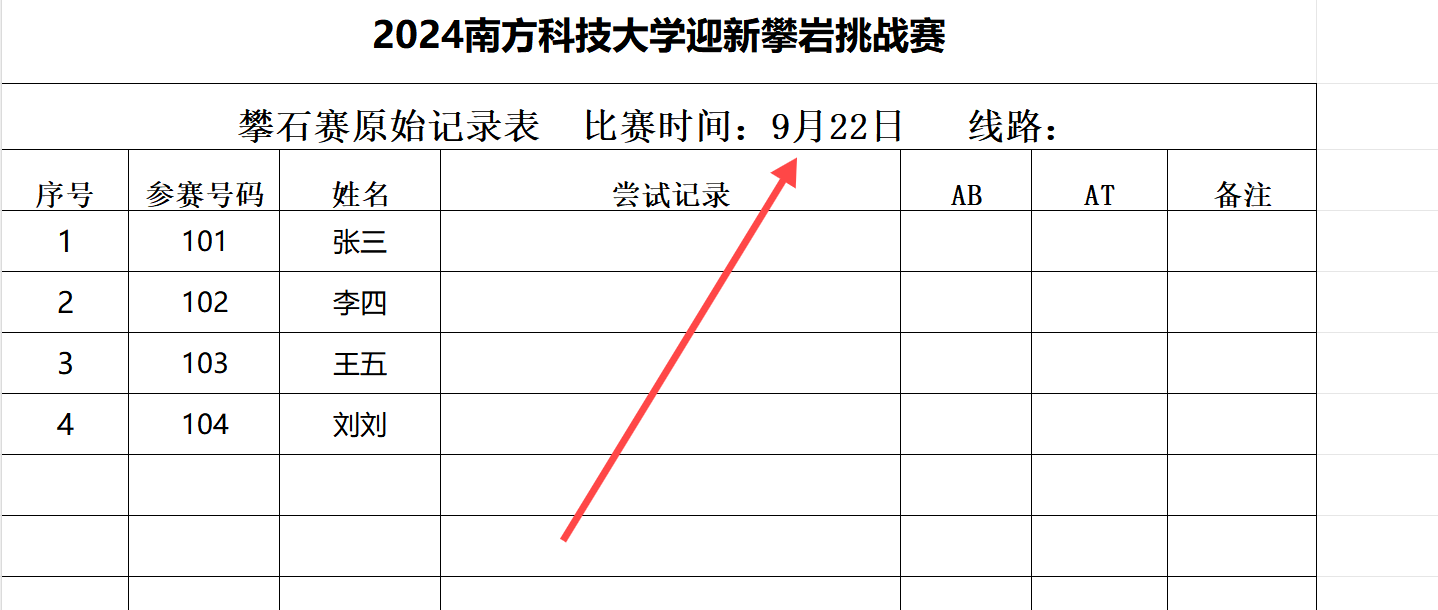 2024南方科技大学迎新攀岩挑战赛
攀石赛原始记录表 比赛时间：9月22日 线路：
序号 参赛号码 姓名 尝试记录 AB AT 备注
1 101 张三
2 102 李四
3 103 王五
4 104 刘刘